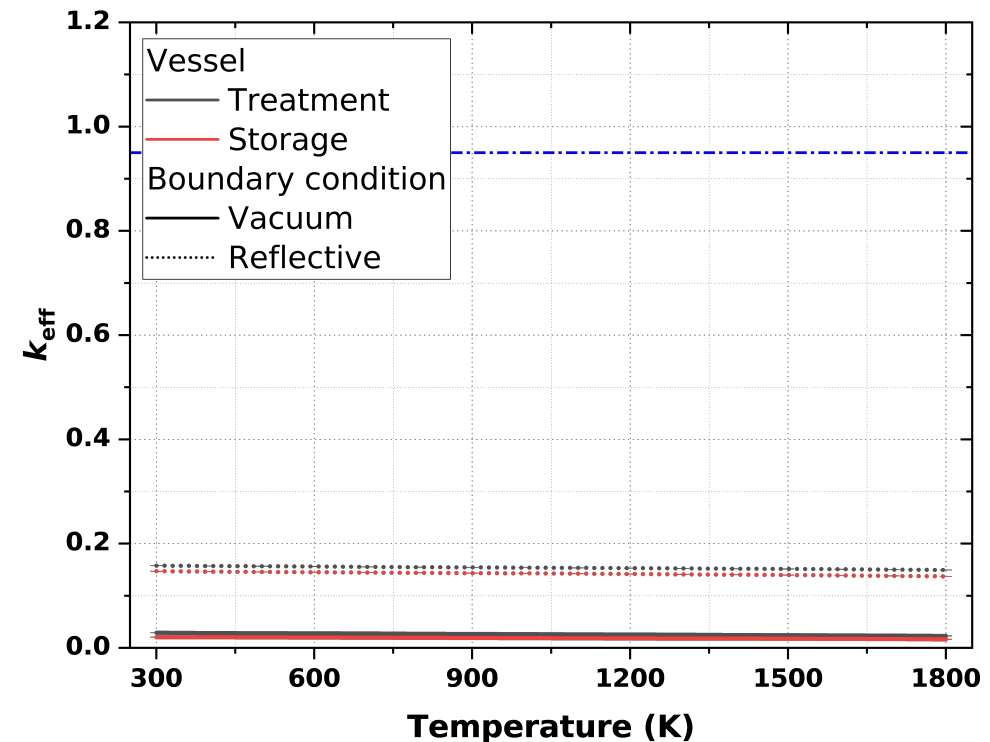 1.2
1.0
0.8
0.6
0.4
0.2
0.0
keff
Vessel
Treatment
Storage
Boundary condition
Vacuum
Reflective
300 600 900 1200 1500 1800
Temperature (K)